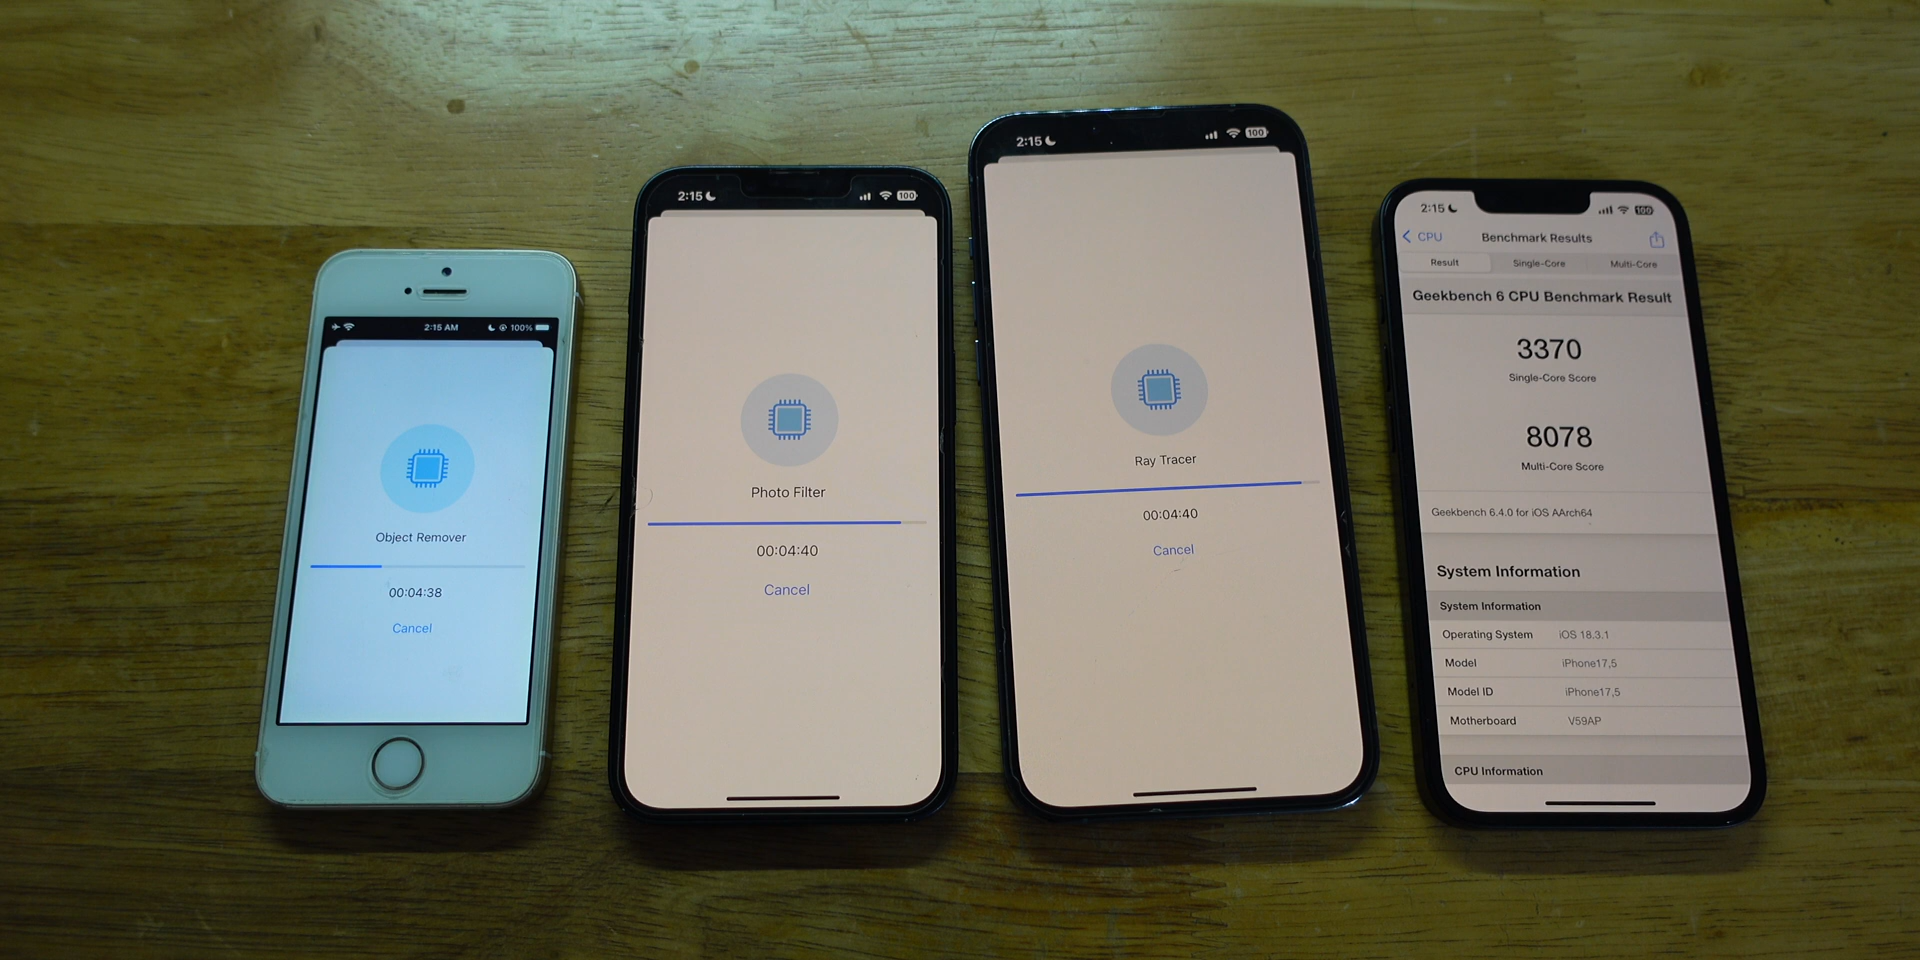 2:15 AM
100%
Object Remover
00:04:38
Cancel
2:15
100
Photo Filter
00:04:40
Cancel
2:15
100
Ray Tracer
00:04:40
Cancel
2:15
100
CPU
Benchmark Results
Result
Single-Core
Multi-Core
Geekbench 6 CPU Benchmark Result
3370
Single-Core Score
8078
Multi-Core Score
Geekbench 6.4.0 for iOS AArch64
System Information
System Information
Operating System iOS 18.3.1
Model iPhone17,5
Model ID iPhone17,5
Motherboard V59AP
CPU Information